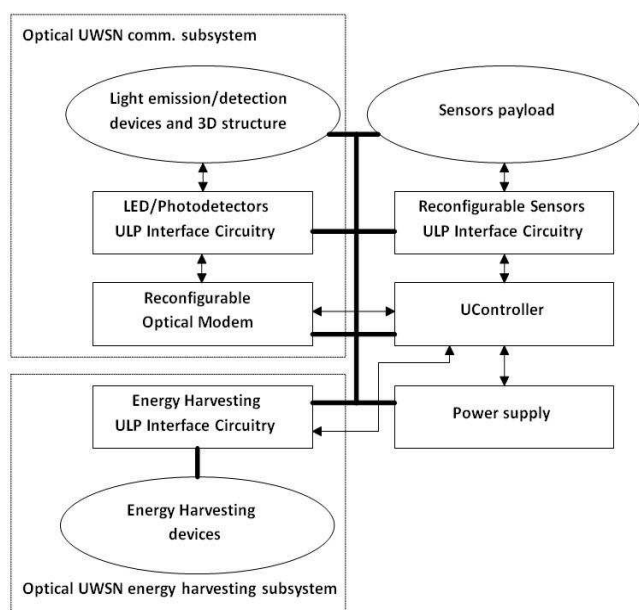 Optical UWSN comm. subsystem
Light emission/detection
devices and 3D structure
Sensors payload
LED/Photodetectors
ULP Interface Circuitry
Reconfigurable Sensors
ULP Interface Circuitry
Reconfigurable
Optical Modem
UController
Energy Harvesting
ULP Interface Circuitry
Power supply
Energy Harvesting
devices
Optical UWSN energy harvesting subsystem